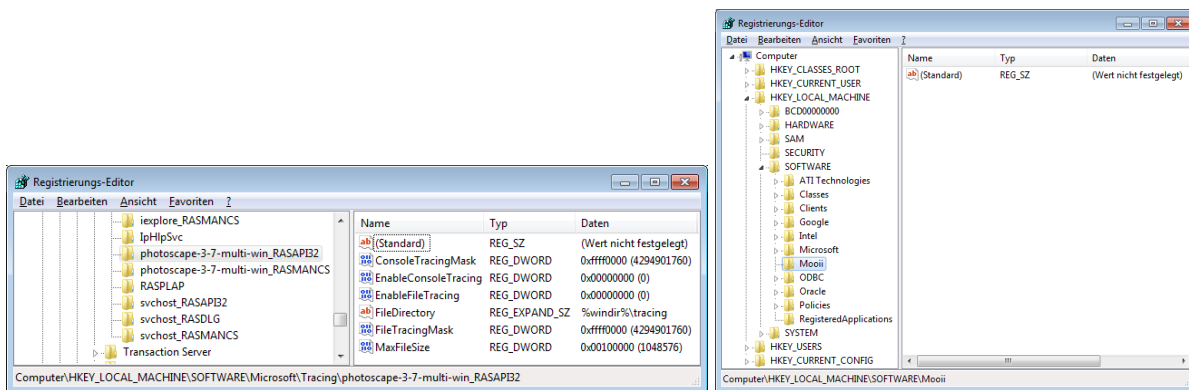 Registrierungs-Editor
Datei Bearbeiten Ansicht Favoriten ?
iexplore_RASMANCS
IpHlpSvc
photoscape-3-7-multi-win_RASAPI32
photoscape-3-7-multi-win_RASMANCS
RASPLAP
svchost_RASAPI32
svchost_RASDLG
svchost_RASMANCS
Transaction Server
Name Typ Daten
(Standard) REG_SZ (Wert nicht festgelegt)
ConsoleTracingMask REG_DWORD 0xffff0000 (4294901760)
EnableConsoleTracing REG_DWORD 0x00000000 (0)
EnableFileTracing REG_DWORD 0x00000000 (0)
FileDirectory REG_EXPAND_SZ %windir%\tracing
FileTracingMask REG_DWORD 0xffff0000 (4294901760)
MaxFileSize REG_DWORD 0x00100000 (1048576)
Computer\HKEY_LOCAL_MACHINE\SOFTWARE\Microsoft\Tracing\photoscape-3-7-multi-win_RASAPI32
Registrierungs-Editor
Datei Bearbeiten Ansicht Favoriten ?
Computer
HKEY_CLASSES_ROOT
HKEY_CURRENT_USER
HKEY_LOCAL_MACHINE
BCD00000000
HARDWARE
SAM
SECURITY
SOFTWARE
ATI Technologies
Classes
Clients
Google
Intel
Microsoft
Mooii
ODBC
Oracle
Policies
RegisteredApplications
SYSTEM
HKEY_USERS
HKEY_CURRENT_CONFIG
Name Typ Daten
(Standard) REG_SZ (Wert nicht festgelegt)
Computer\HKEY_LOCAL_MACHINE\SOFTWARE\Mooii